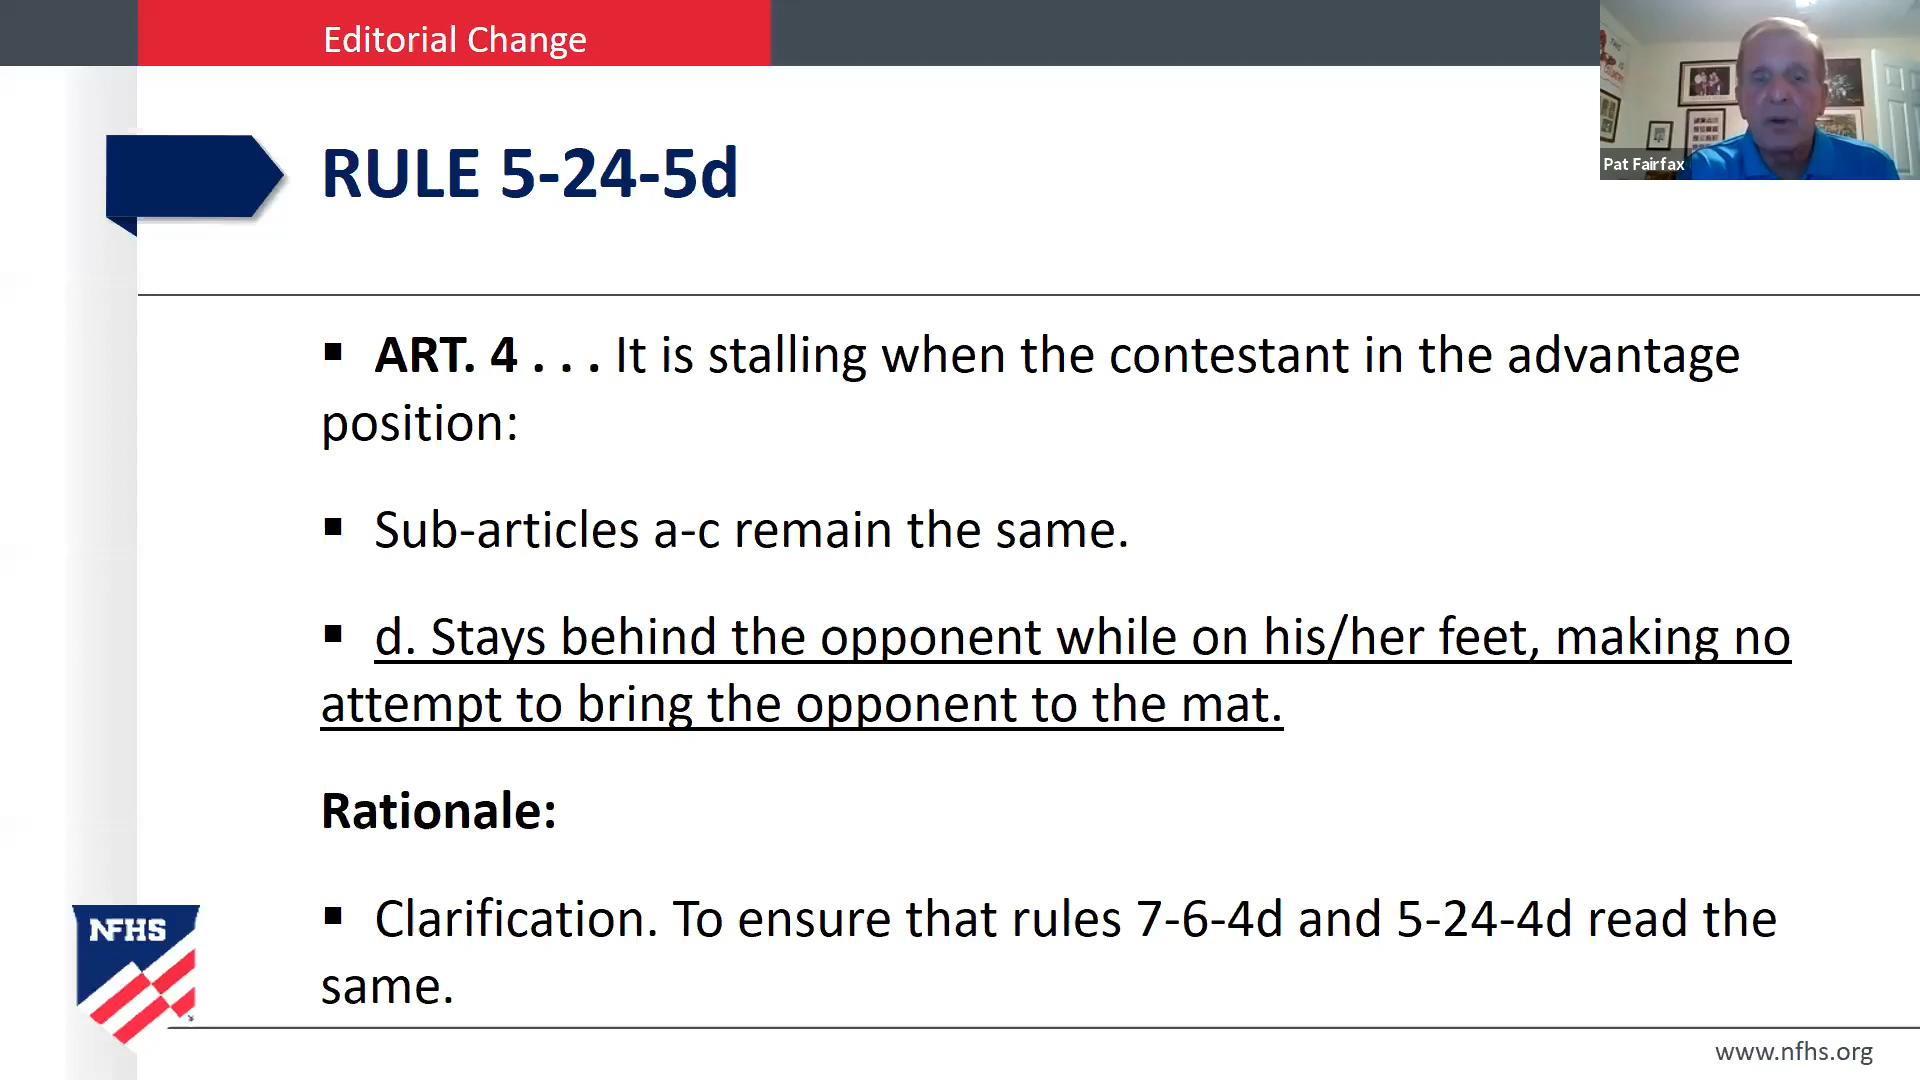 Editorial Change
Pat Fairfax
RULE 5-24-5d
▪ ART. 4 . . . It is stalling when the contestant in the advantage
position:
▪ Sub-articles a-c remain the same.
▪ d. Stays behind the opponent while on his/her feet, making no
attempt to bring the opponent to the mat.
Rationale:
▪ Clarification. To ensure that rules 7-6-4d and 5-24-4d read the
same.
NFHS
www.nfhs.org